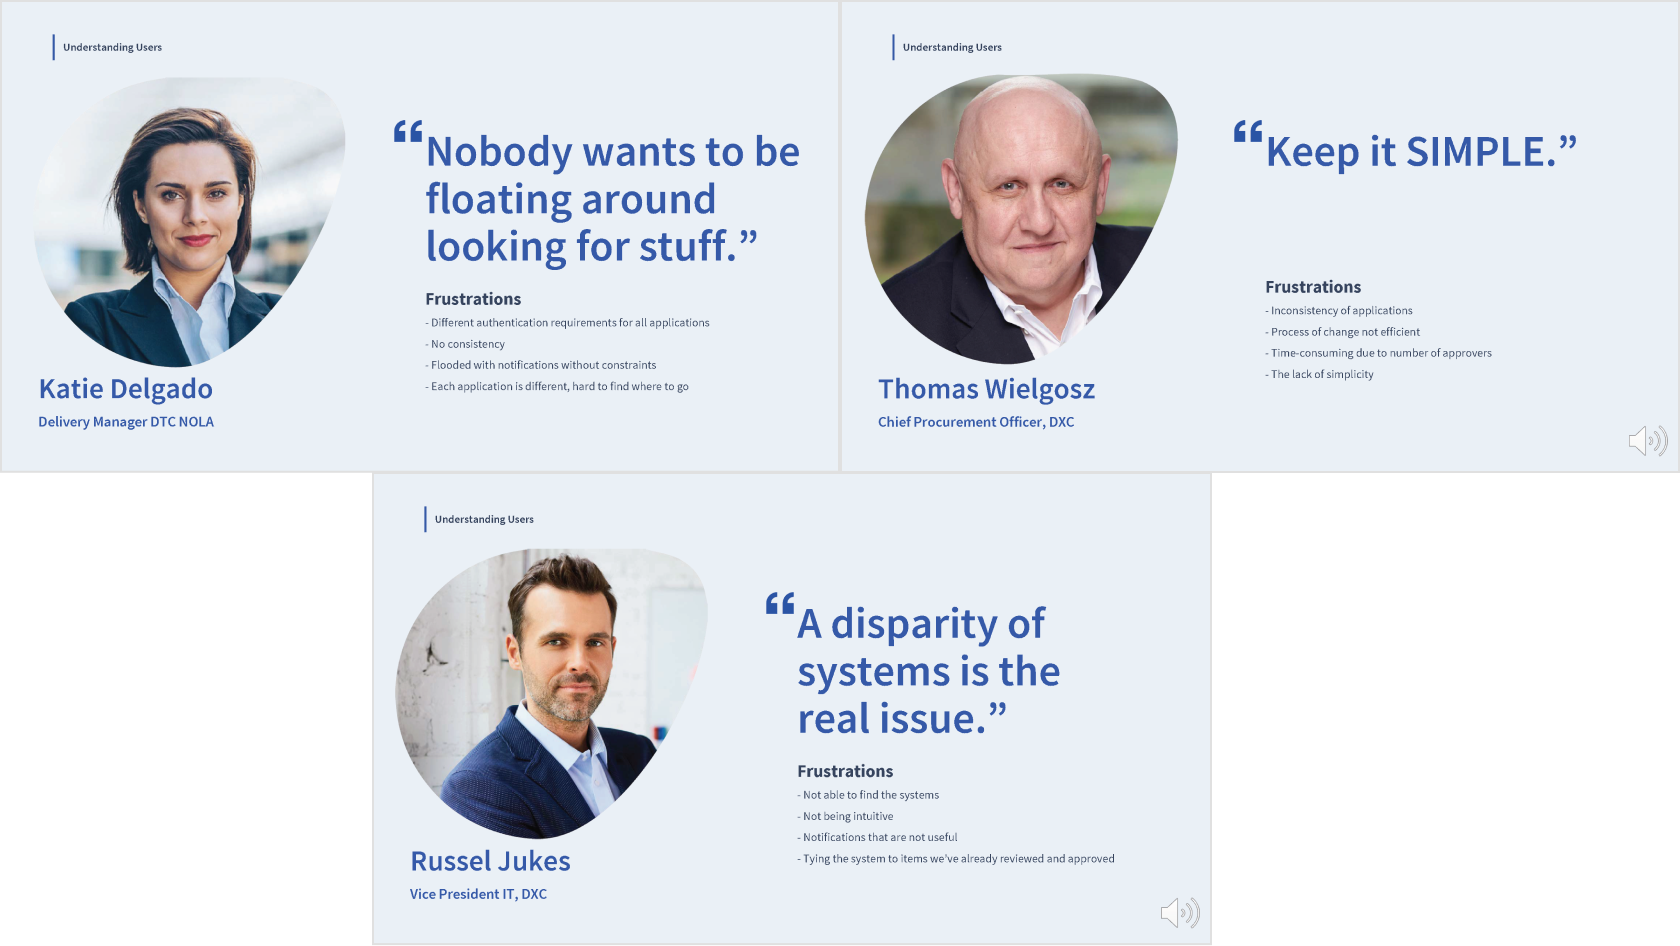 Understanding Users
“Nobody wants to be
floating around
looking for stuff.”
Frustrations
- Different authentication requirements for all applications
- No consistency
- Flooded with notifications without constraints
- Each application is different, hard to find where to go
Katie Delgado
Delivery Manager DTC NOLA
Understanding Users
“Keep it SIMPLE.”
Frustrations
- Inconsistency of applications
- Process of change not efficient
- Time-consuming due to number of approvers
- The lack of simplicity
Thomas Wielgosz
Chief Procurement Officer, DXC
Understanding Users
“A disparity of
systems is the
real issue.”
Frustrations
- Not able to find the systems
- Not being intuitive
- Notifications that are not useful
- Tying the system to items we've already reviewed and approved
Russel Jukes
Vice President IT, DXC